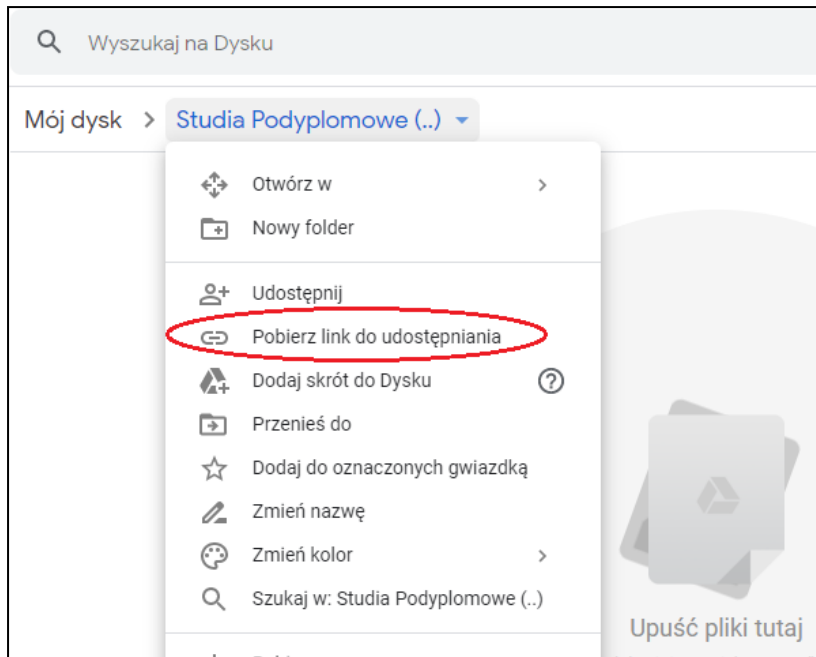 Wyszukaj na Dysku
Mój dysk > Studia Podyplomowe (..)
Otwórz w
Nowy folder
Udostępnij
Pobierz link do udostępniania
Dodaj skrót do Dysku
Przenieś do
Dodaj do oznaczonych gwiazdką
Zmień nazwę
Zmień kolor
Szukaj w: Studia Podyplomowe (..)
Upuść pliki tutaj